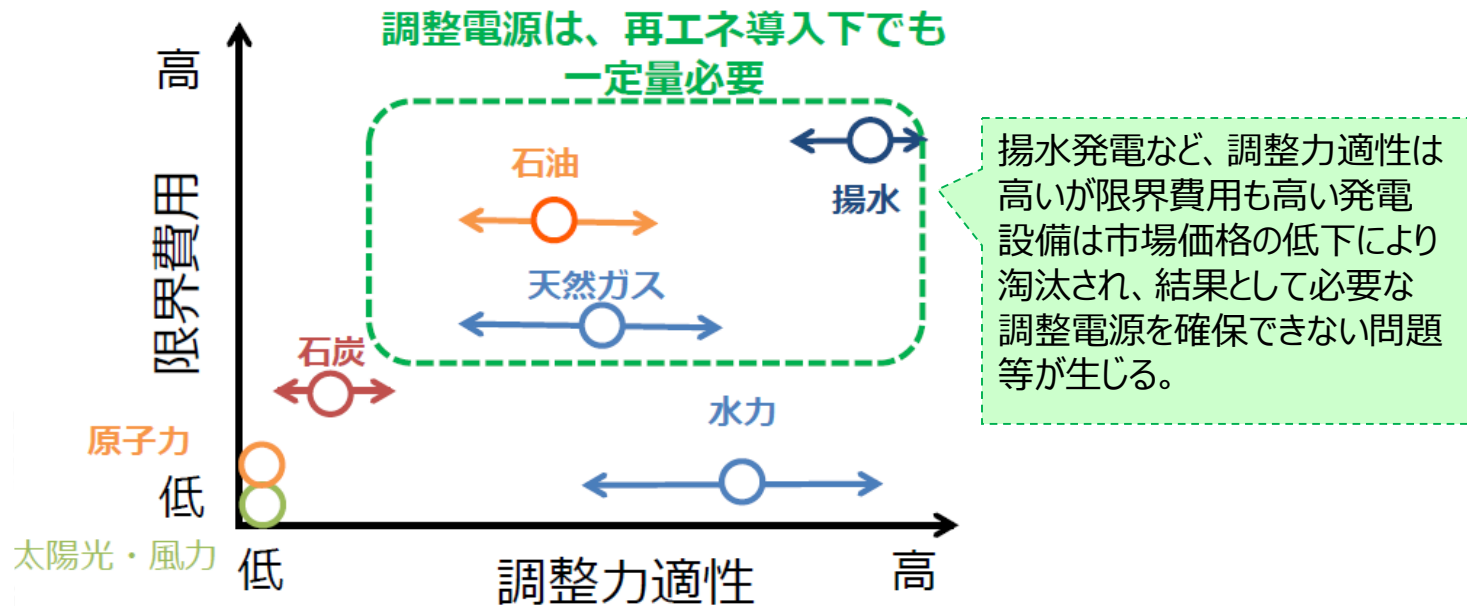 調整電源は、再エネ導入下でも
一定量必要
高
限界費用
低
石油
揚水
天然ガス
石炭
水力
原子力
太陽光・風力
低
調整力適性
高
揚水発電など、調整力適性は
高いが限界費用も高い発電
設備は市場価格の低下により
淘汰され、結果として必要な
調整電源を確保できない問題
等が生じる。